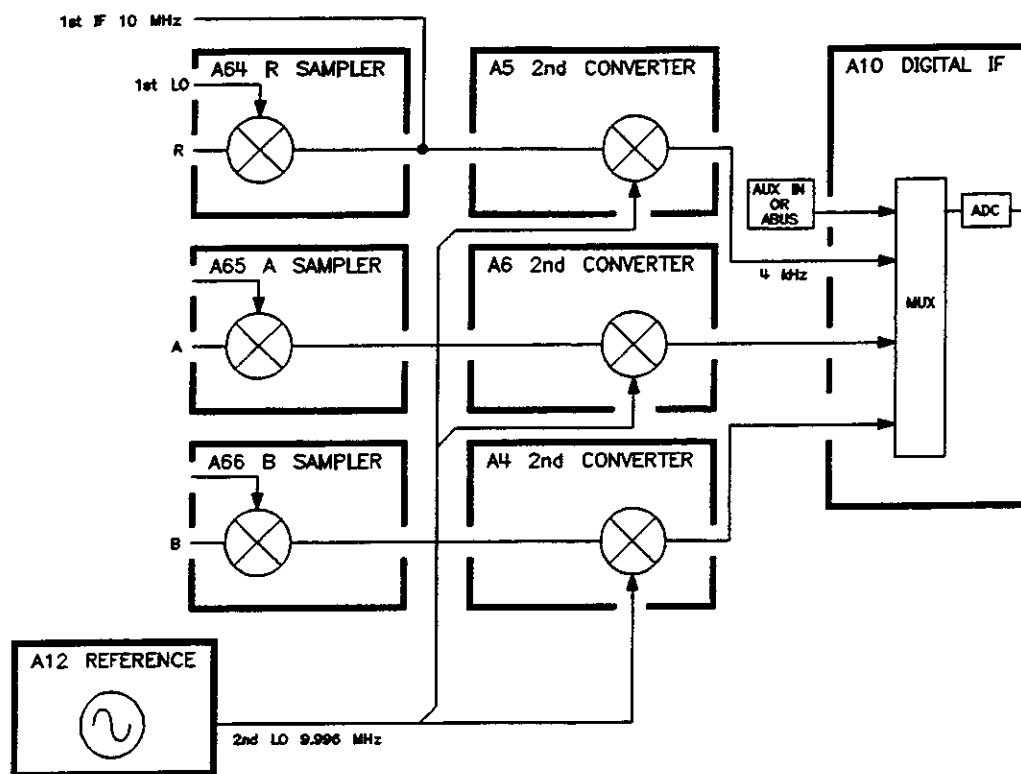 1st IF 10 MHz
A64 R SAMPLER
A5 2nd CONVERTER
A10 DIGITAL IF
1st LO
R
AUX IN
OR
ABUS
ADC
A65 A SAMPLER
A6 2nd CONVERTER
4 kHz
MUX
A
A66 B SAMPLER
A4 2nd CONVERTER
B
A12 REFERENCE
2nd LO 9.996 MHz